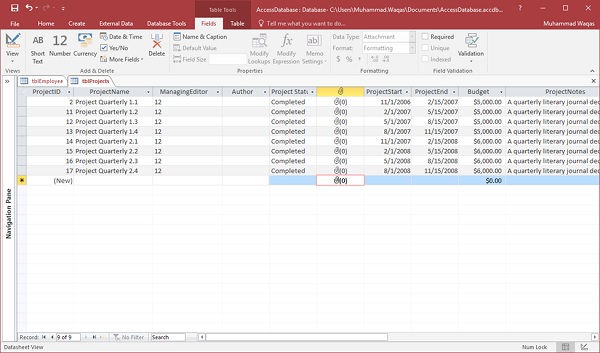 Table Tools
AccessDatabase : Database- C:\Users\Muhammad.Waqas\Documents\AccessDatabase.accdb...
Muhammad Waqas
File Home Create External Data Database Tools Fields Table Tell me what you want to do...
View
AB Short Text
12 Number
Currency
Date & Time
Yes/No
More Fields
Delete
Name & Caption
Default Value
Field Size
Modify Lookups
fx Modify Expression
ab Memo Settings
Data Type: Attachment
Format: Formatting
$ % ,
Required
Unique
Indexed
Validation
Views Add & Delete Properties Formatting Field Validation
tblEmployee tblProjects
ProjectID ProjectName ManagingEditor Author Project Statu ProjectStart ProjectEnd Budget ProjectNotes
2 Project Quarterly 1.1 12 Completed (0) 11/1/2006 2/15/2007 $5,000.00 A quarterly literary journal dec
11 Project Quarterly 1.2 12 Completed (0) 2/1/2007 5/15/2007 $5,000.00 A quarterly literary journal dec
12 Project Quarterly 1.3 12 Completed (0) 5/1/2007 8/15/2007 $5,000.00 A quarterly literary journal dec
13 Project Quarterly 1.4 12 Completed (0) 8/1/2007 11/15/2007 $5,000.00 A quarterly literary journal dec
14 Project Quarterly 2.1 12 Completed (0) 11/1/2007 2/15/2008 $6,000.00 A quarterly literary journal dec
15 Project Quarterly 2.2 12 Completed (0) 2/1/2008 5/15/2008 $6,000.00 A quarterly literary journal dec
16 Project Quarterly 2.3 12 Completed (0) 5/1/2008 8/15/2008 $6,000.00 A quarterly literary journal dec
17 Project Quarterly 2.4 12 Completed (0) 8/1/2008 11/15/2008 $6,000.00 A quarterly literary journal dec
(New) (0) $0.00
Navigation Pane
Record: 9 of 9 No Filter Search
Datasheet View Num Lock